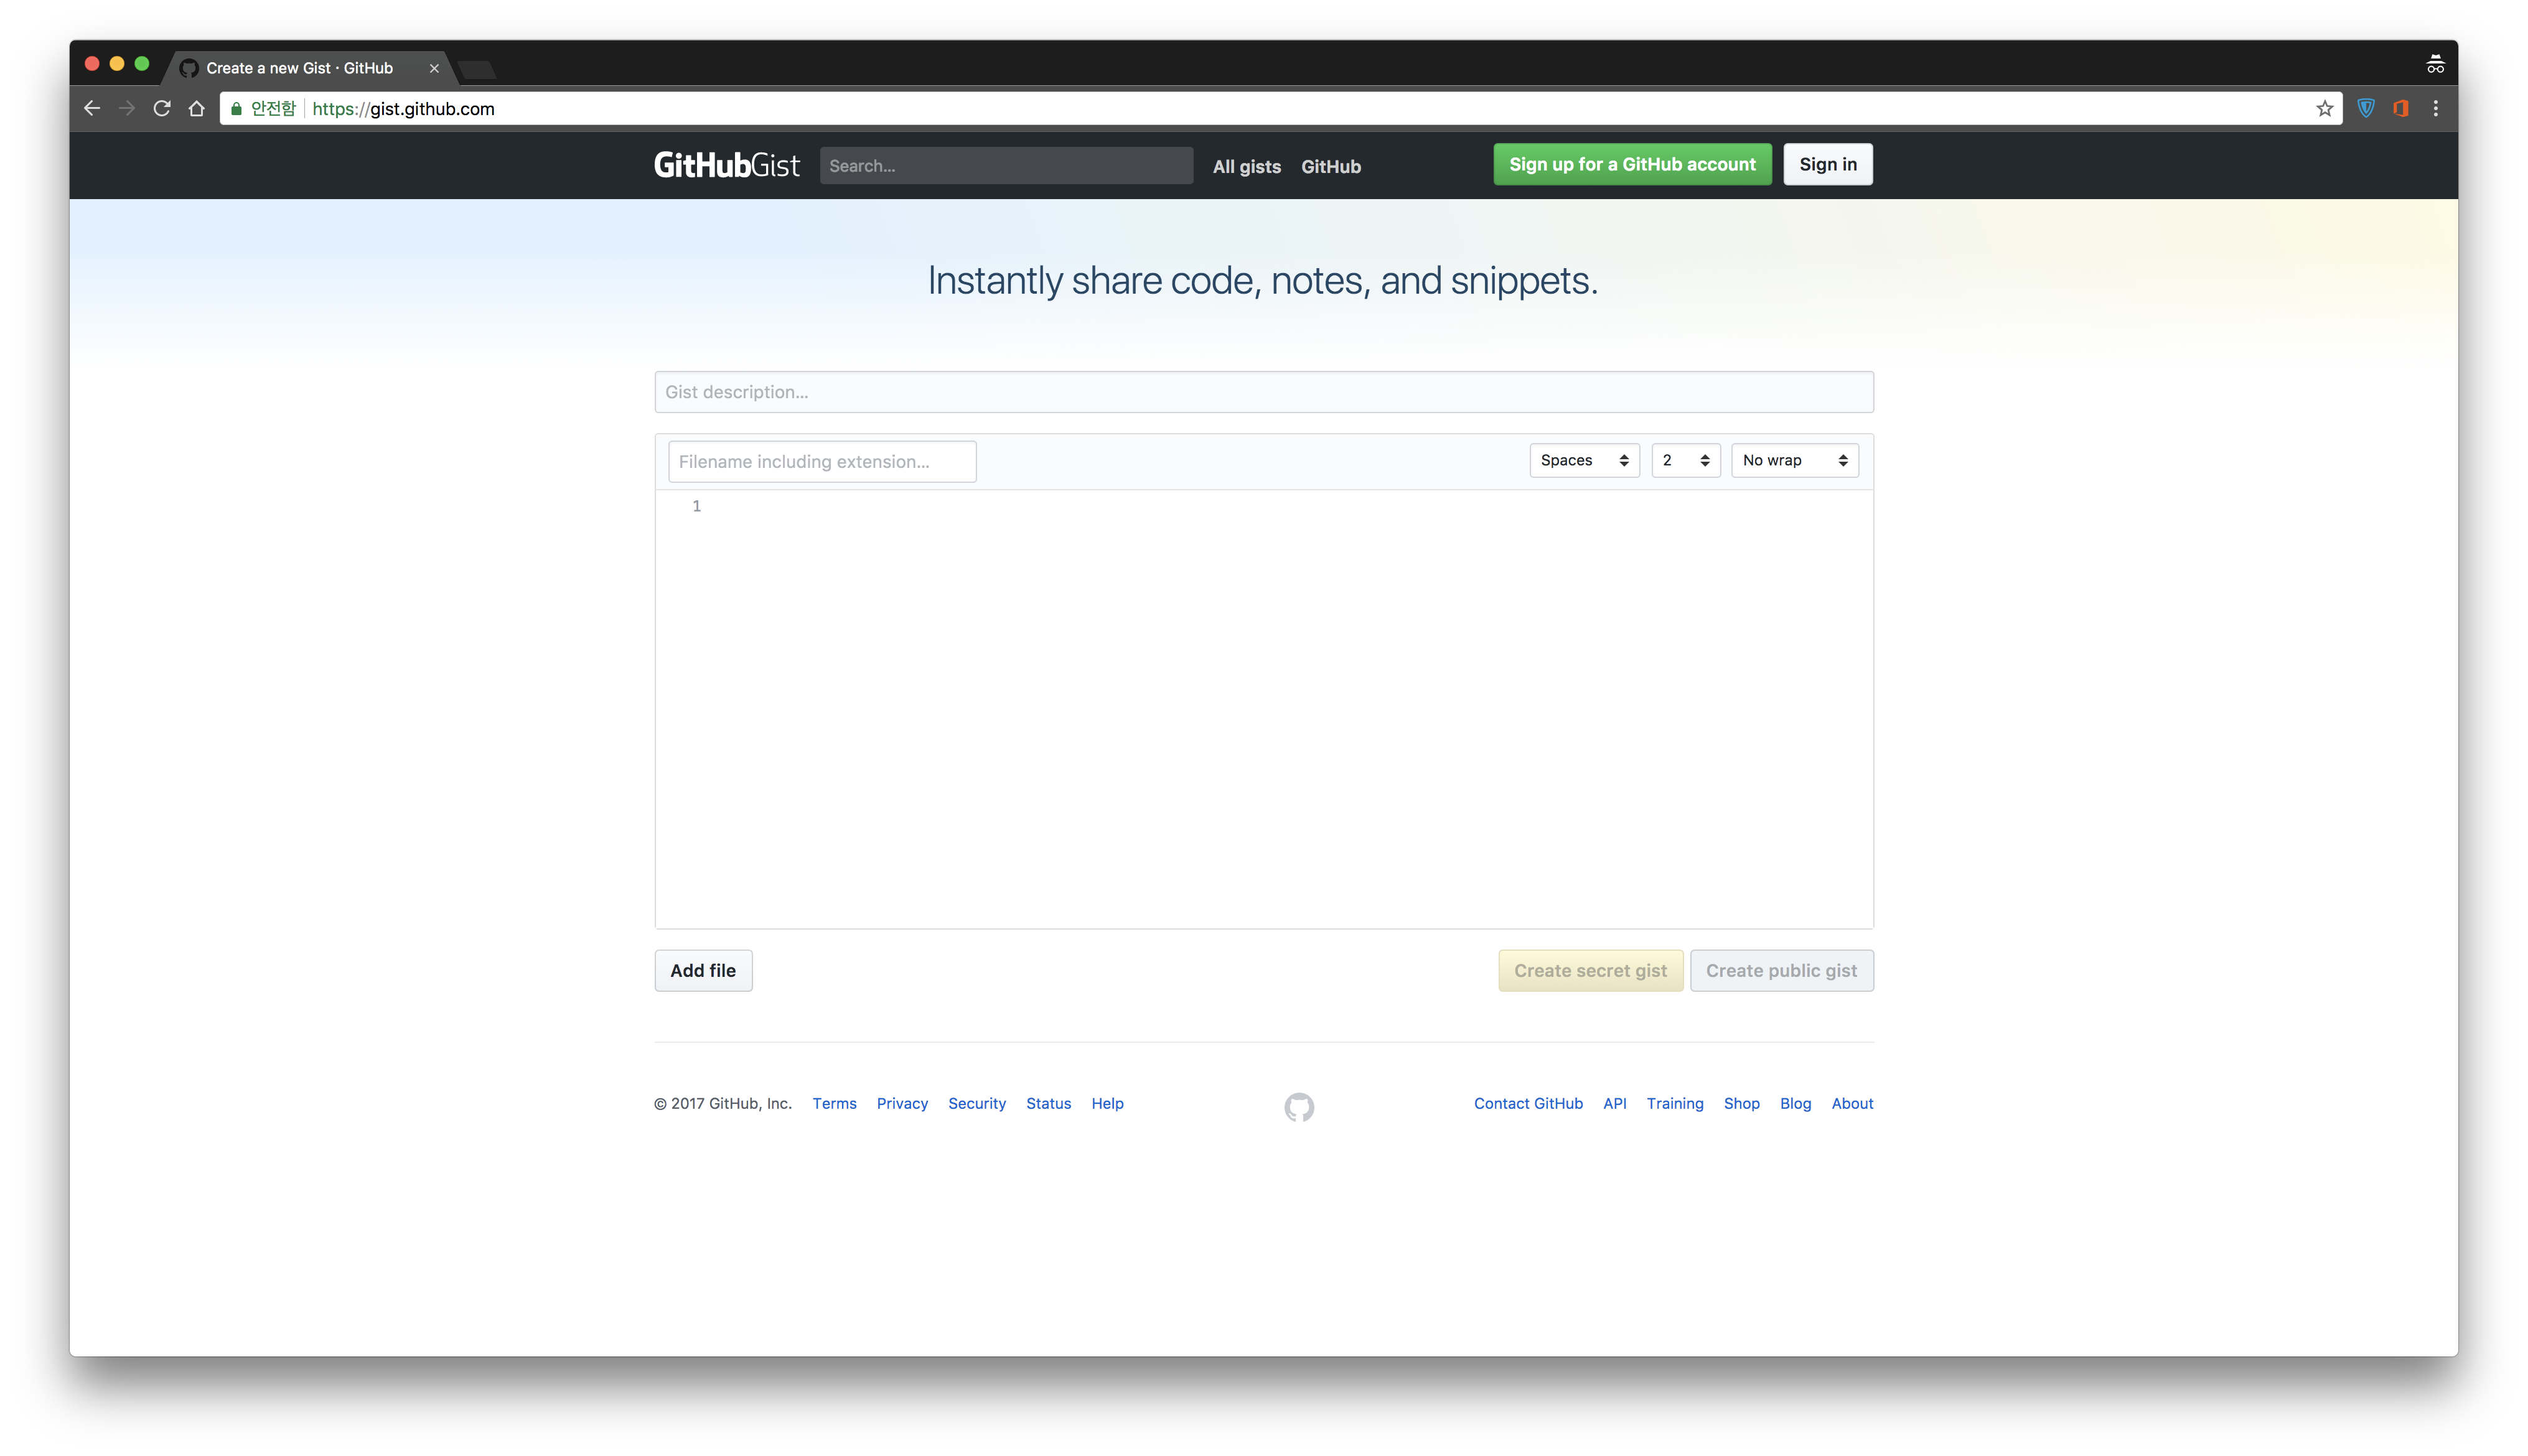 Create a new Gist · GitHub
안전함 https://gist.github.com
GitHubGist Search... All gists GitHub Sign up for a GitHub account Sign in
Instantly share code, notes, and snippets.
Gist description...
Filename including extension... Spaces 2 No wrap
1
Add file Create secret gist Create public gist
© 2017 GitHub, Inc. Terms Privacy Security Status Help Contact GitHub API Training Shop Blog About